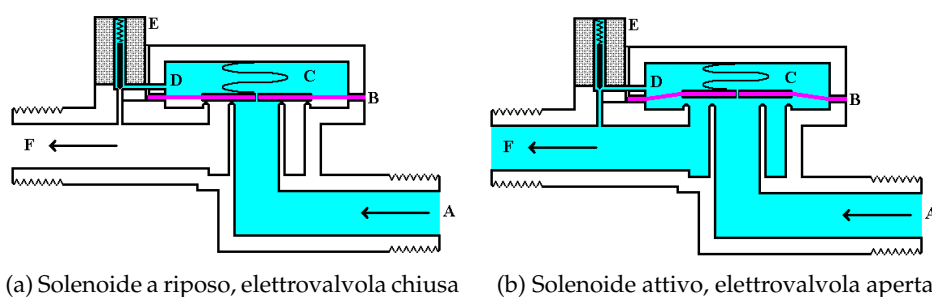 E
D
C
B
F
A
(a) Solenoide a riposo, elettrovalvola chiusa
E
D
C
B
F
A
(b) Solenoide attivo, elettrovalvola aperta